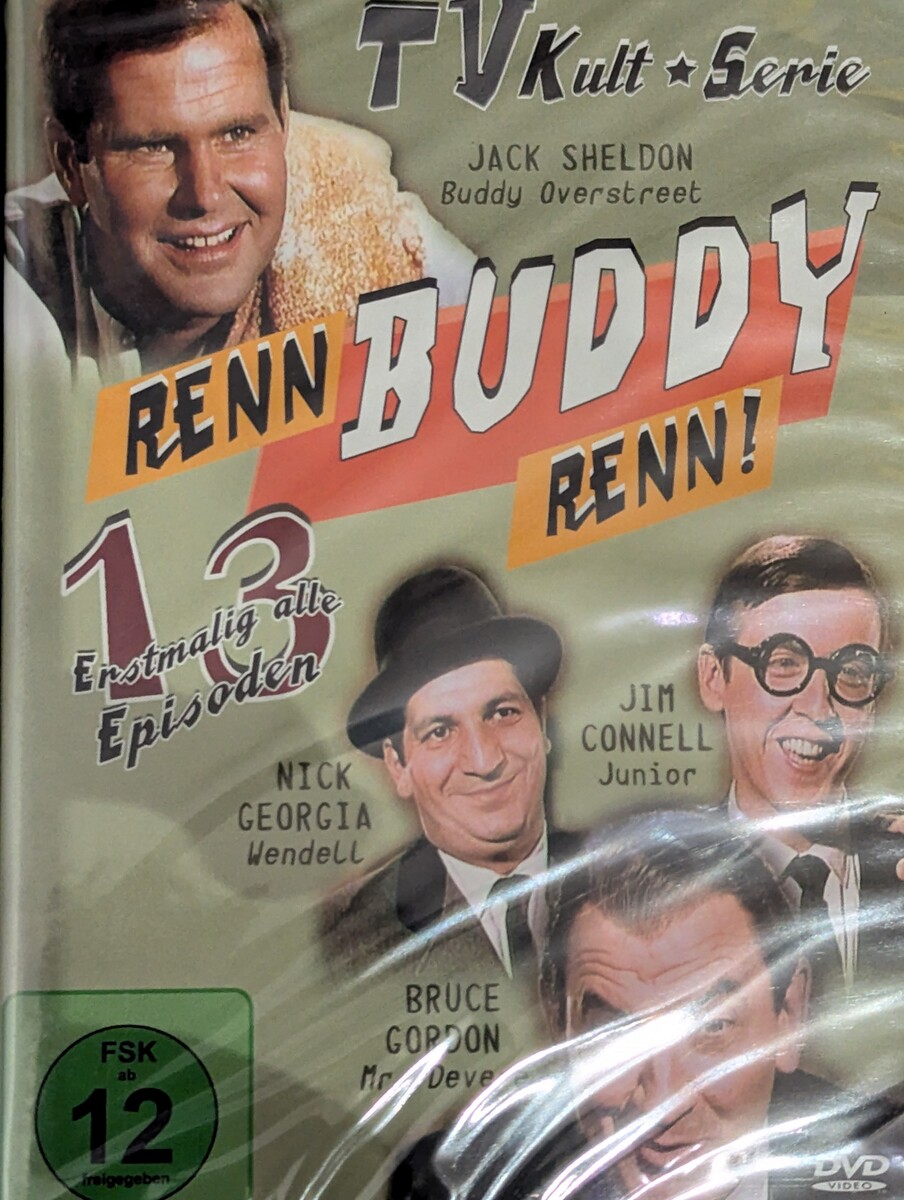 TV Kult ★ Serie
JACK SHELDON
Buddy Overstreet
RENN BUDDY
RENN!
13
Erstmalig alle
Episoden
NICK
GEORGIA
Wendell
JIM
CONNELL
Junior
BRUCE
GORDON
Mr.
FSK
ab
12
freigegeben
DVD
VIDEO